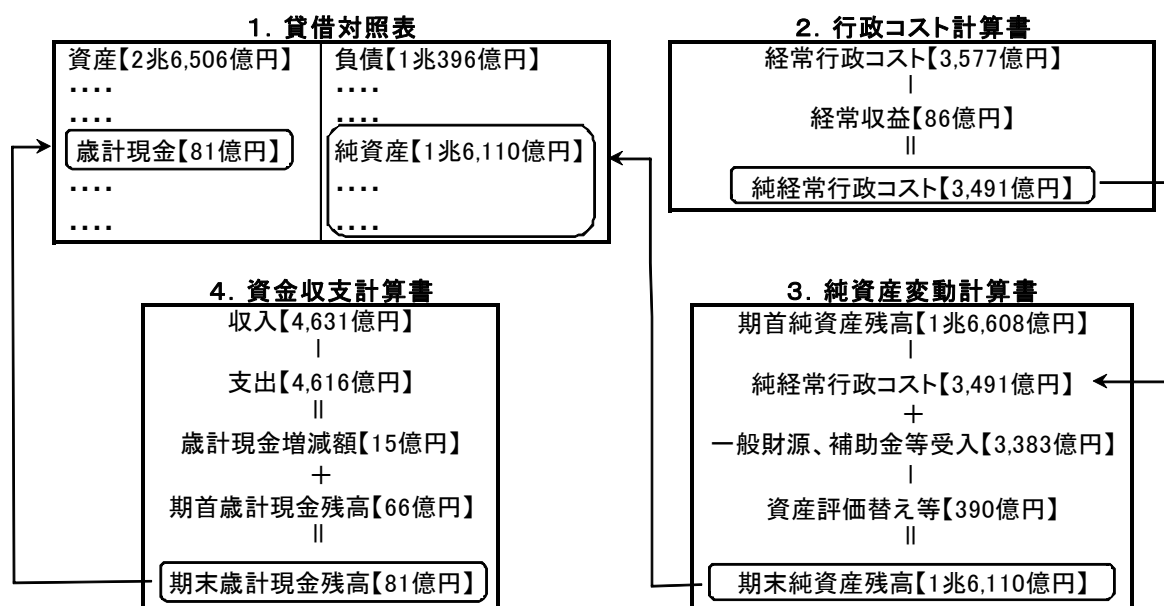 1．貸借対照表
資産【2兆6,506億円】
････
････
歳計現金【81億円】
････
････
負債【1兆396億円】
････
････
純資産【1兆6,110億円】
････
････
2．行政コスト計算書
経常行政コスト【3,577億円】
｜
経常収益【86億円】
||
純経常行政コスト【3,491億円】
4．資金収支計算書
収入【4,631億円】
｜
支出【4,616億円】
||
歳計現金増減額【15億円】
＋
期首歳計現金残高【66億円】
||
期末歳計現金残高【81億円】
3．純資産変動計算書
期首純資産残高【1兆6,608億円】
｜
純経常行政コスト【3,491億円】
＋
一般財源、補助金等受入【3,383億円】
｜
資産評価替え等【390億円】
||
期末純資産残高【1兆6,110億円】